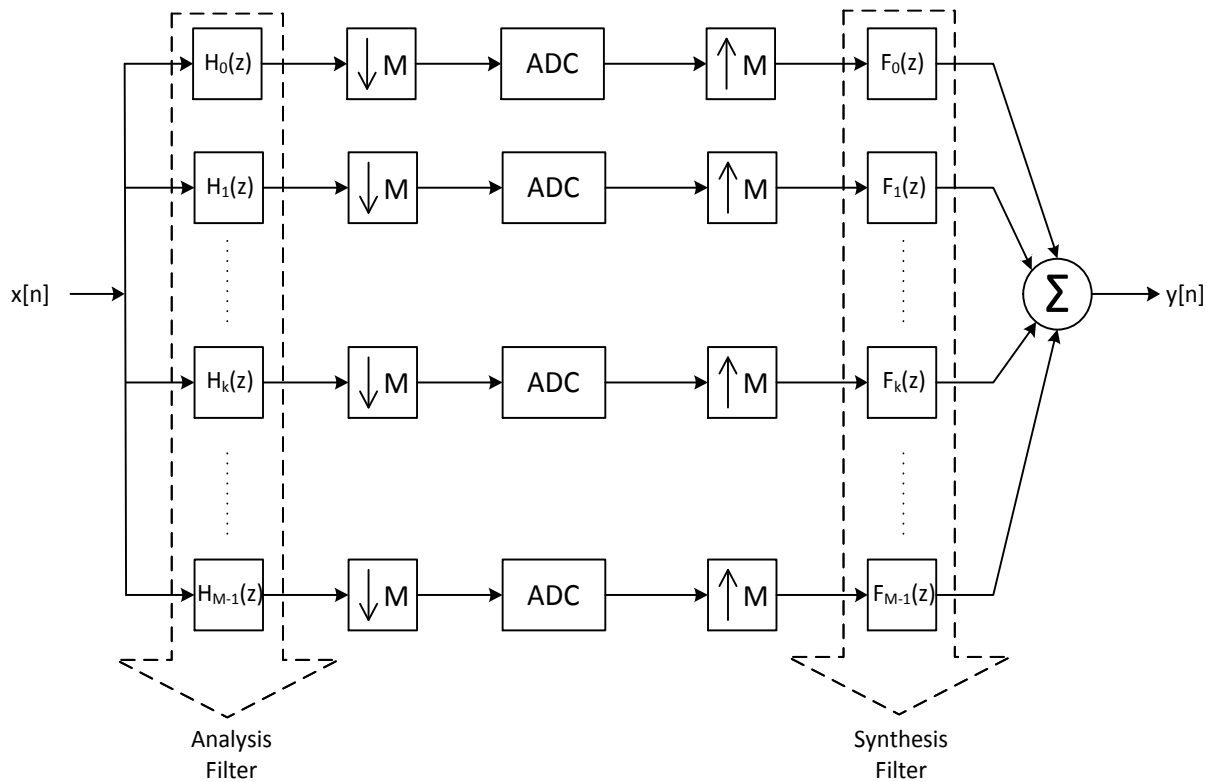 H0(z) M ADC M F0(z)
H1(z) M ADC M F1(z)
x[n] Σ y[n]
Hk(z) M ADC M Fk(z)
HM-1(z) M ADC M FM-1(z)
Analysis
Filter
Synthesis
Filter